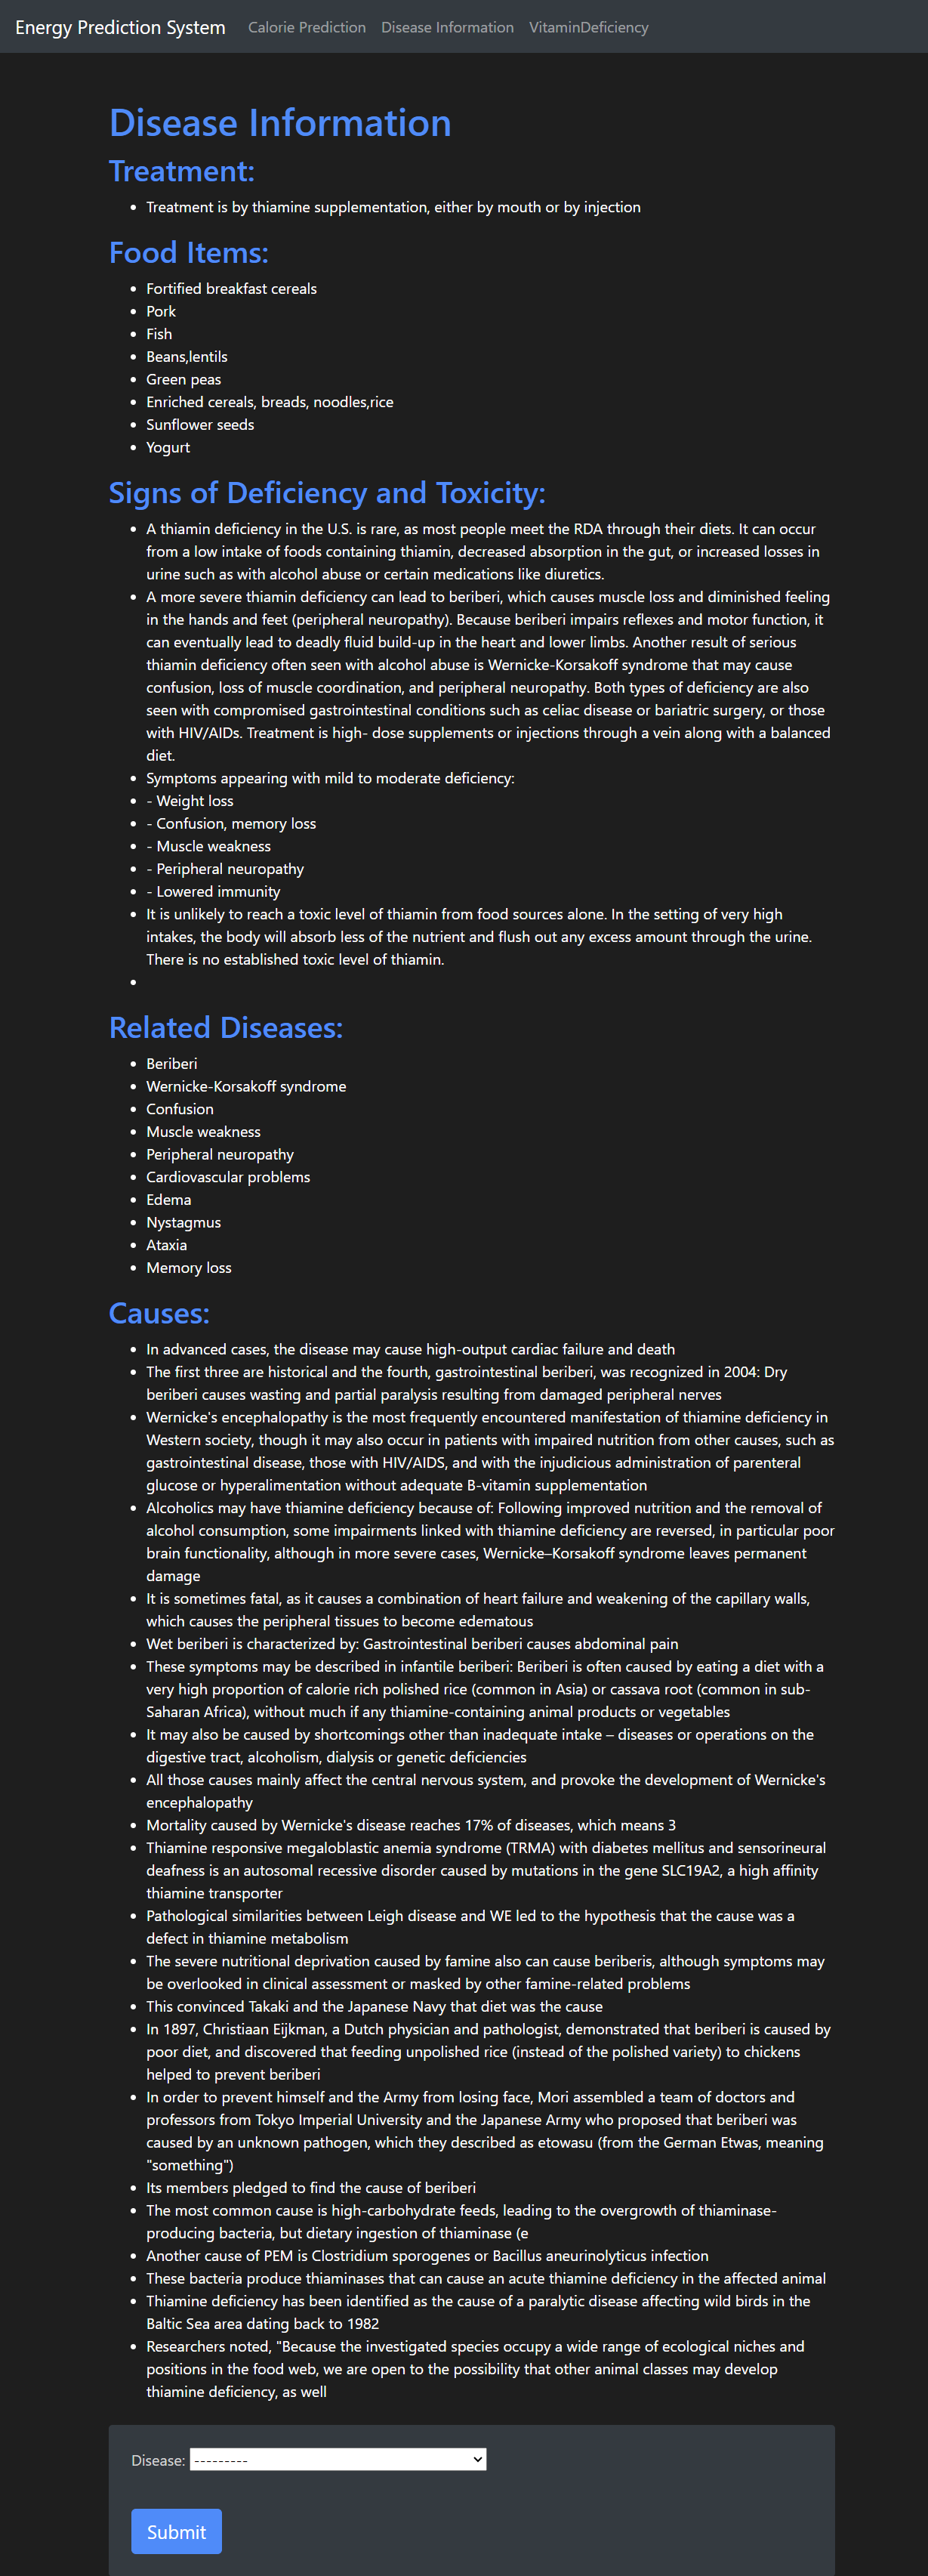 Energy Prediction System Calorie Prediction Disease Information VitaminDeficiency
Disease Information
Treatment:
• Treatment is by thiamine supplementation, either by mouth or by injection
Food Items:
• Fortified breakfast cereals
• Pork
• Fish
• Beans,lentils
• Green peas
• Enriched cereals, breads, noodles,rice
• Sunflower seeds
• Yogurt
Signs of Deficiency and Toxicity:
• A thiamin deficiency in the U.S. is rare, as most people meet the RDA through their diets. It can occur
from a low intake of foods containing thiamin, decreased absorption in the gut, or increased losses in
urine such as with alcohol abuse or certain medications like diuretics.
• A more severe thiamin deficiency can lead to beriberi, which causes muscle loss and diminished feeling
in the hands and feet (peripheral neuropathy). Because beriberi impairs reflexes and motor function, it
can eventually lead to deadly fluid build-up in the heart and lower limbs. Another result of serious
thiamin deficiency often seen with alcohol abuse is Wernicke-Korsakoff syndrome that may cause
confusion, loss of muscle coordination, and peripheral neuropathy. Both types of deficiency are also
seen with compromised gastrointestinal conditions such as celiac disease or bariatric surgery, or those
with HIV/AIDs. Treatment is high- dose supplements or injections through a vein along with a balanced
diet.
• Symptoms appearing with mild to moderate deficiency:
• - Weight loss
• - Confusion, memory loss
• - Muscle weakness
• - Peripheral neuropathy
• - Lowered immunity
• It is unlikely to reach a toxic level of thiamin from food sources alone. In the setting of very high
intakes, the body will absorb less of the nutrient and flush out any excess amount through the urine.
There is no established toxic level of thiamin.
•
Related Diseases:
• Beriberi
• Wernicke-Korsakoff syndrome
• Confusion
• Muscle weakness
• Peripheral neuropathy
• Cardiovascular problems
• Edema
• Nystagmus
• Ataxia
• Memory loss
Causes:
• In advanced cases, the disease may cause high-output cardiac failure and death
• The first three are historical and the fourth, gastrointestinal beriberi, was recognized in 2004: Dry
beriberi causes wasting and partial paralysis resulting from damaged peripheral nerves
• Wernicke's encephalopathy is the most frequently encountered manifestation of thiamine deficiency in
Western society, though it may also occur in patients with impaired nutrition from other causes, such as
gastrointestinal disease, those with HIV/AIDS, and with the injudicious administration of parenteral
glucose or hyperalimentation without adequate B-vitamin supplementation
• Alcoholics may have thiamine deficiency because of: Following improved nutrition and the removal of
alcohol consumption, some impairments linked with thiamine deficiency are reversed, in particular poor
brain functionality, although in more severe cases, Wernicke–Korsakoff syndrome leaves permanent
damage
• It is sometimes fatal, as it causes a combination of heart failure and weakening of the capillary walls,
which causes the peripheral tissues to become edematous
• Wet beriberi is characterized by: Gastrointestinal beriberi causes abdominal pain
• These symptoms may be described in infantile beriberi: Beriberi is often caused by eating a diet with a
very high proportion of calorie rich polished rice (common in Asia) or cassava root (common in sub-
Saharan Africa), without much if any thiamine-containing animal products or vegetables
• It may also be caused by shortcomings other than inadequate intake – diseases or operations on the
digestive tract, alcoholism, dialysis or genetic deficiencies
• All those causes mainly affect the central nervous system, and provoke the development of Wernicke's
encephalopathy
• Mortality caused by Wernicke's disease reaches 17% of diseases, which means 3
• Thiamine responsive megaloblastic anemia syndrome (TRMA) with diabetes mellitus and sensorineural
deafness is an autosomal recessive disorder caused by mutations in the gene SLC19A2, a high affinity
thiamine transporter
• Pathological similarities between Leigh disease and WE led to the hypothesis that the cause was a
defect in thiamine metabolism
• The severe nutritional deprivation caused by famine also can cause beriberis, although symptoms may
be overlooked in clinical assessment or masked by other famine-related problems
• This convinced Takaki and the Japanese Navy that diet was the cause
• In 1897, Christiaan Eijkman, a Dutch physician and pathologist, demonstrated that beriberi is caused by
poor diet, and discovered that feeding unpolished rice (instead of the polished variety) to chickens
helped to prevent beriberi
• In order to prevent himself and the Army from losing face, Mori assembled a team of doctors and
professors from Tokyo Imperial University and the Japanese Army who proposed that beriberi was
caused by an unknown pathogen, which they described as etowasu (from the German Etwas, meaning
"something")
• Its members pledged to find the cause of beriberi
• The most common cause is high-carbohydrate feeds, leading to the overgrowth of thiaminase-
producing bacteria, but dietary ingestion of thiaminase (e
• Another cause of PEM is Clostridium sporogenes or Bacillus aneurinolyticus infection
• These bacteria produce thiaminases that can cause an acute thiamine deficiency in the affected animal
• Thiamine deficiency has been identified as the cause of a paralytic disease affecting wild birds in the
Baltic Sea area dating back to 1982
• Researchers noted, "Because the investigated species occupy a wide range of ecological niches and
positions in the food web, we are open to the possibility that other animal classes may develop
thiamine deficiency, as well
Disease: ---------
Submit